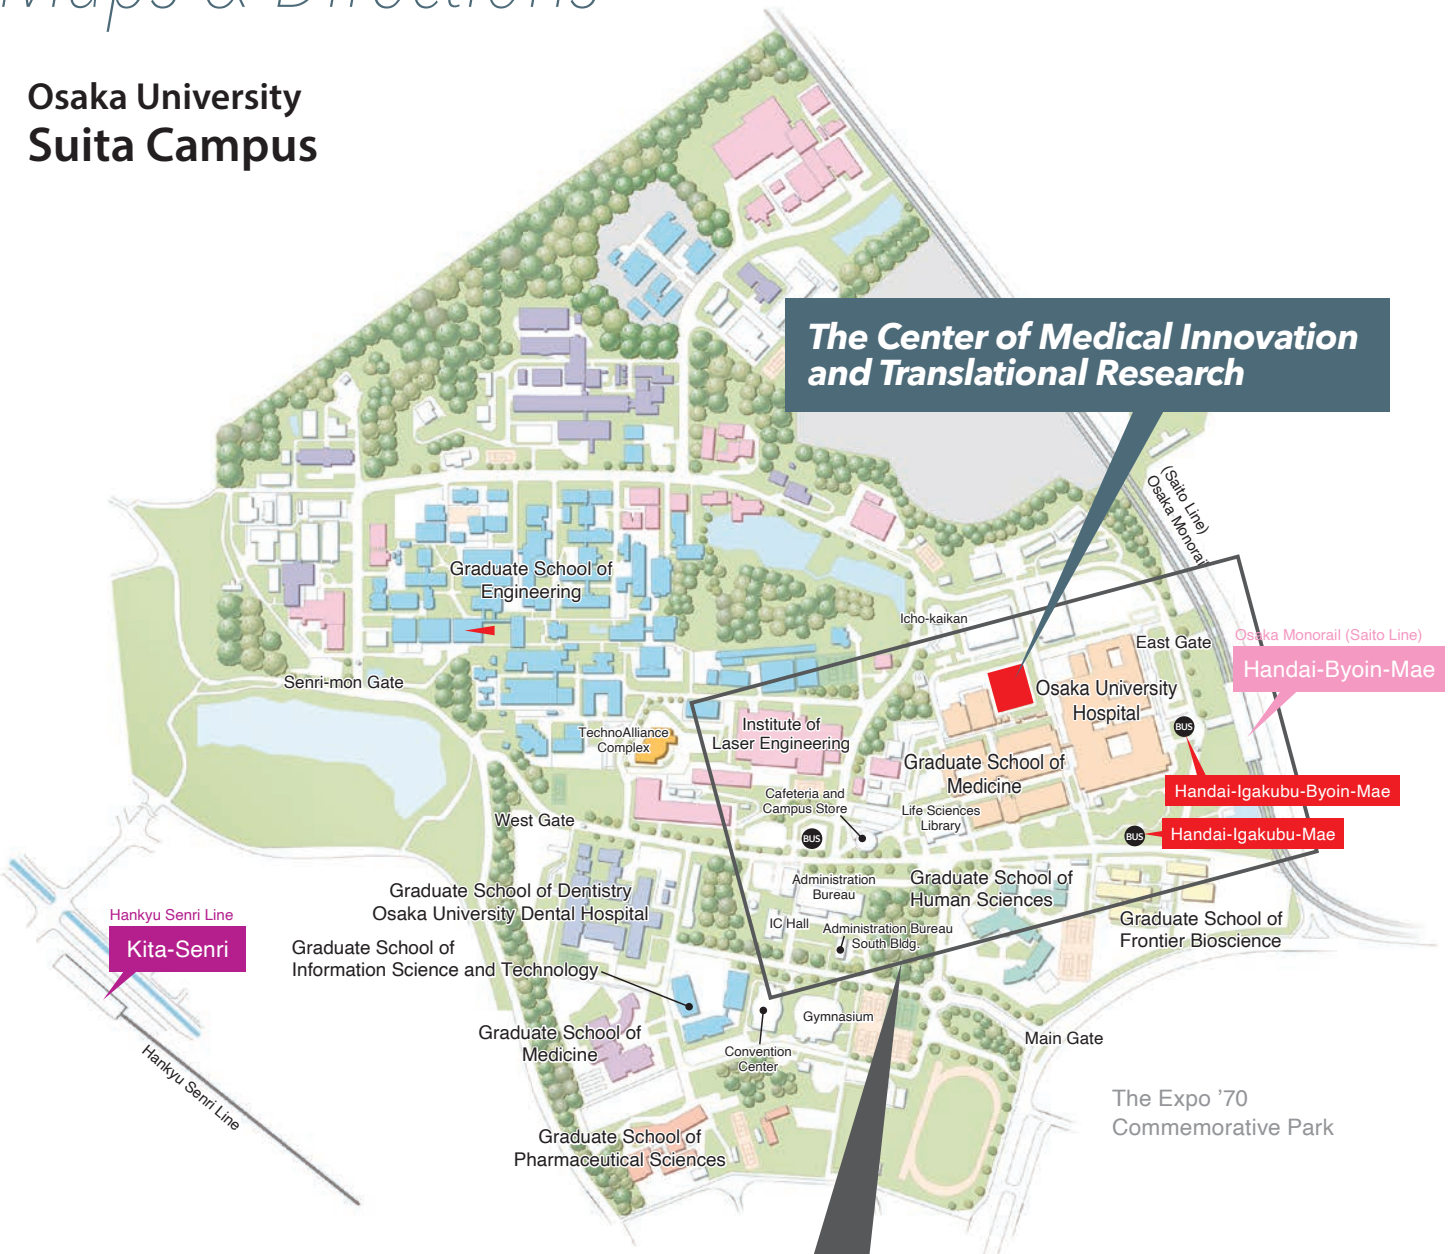 Maps & Directions
Osaka University
Suita Campus
The Center of Medical Innovation
and Translational Research
(Saito Line)
Osaka Monorail
Graduate School of
Engineering
Icho-kaikan
East Gate
Osaka Monorail (Saito Line)
Handai-Byoin-Mae
Senri-mon Gate
Osaka University
Hospital
TechnoAlliance
Complex
Institute of
Laser Engineering
BUS
Graduate School of
Medicine
Handai-Igakubu-Byoin-Mae
Cafeteria and
Campus Store
Life Sciences
Library
West Gate
BUS
BUS
Handai-Igakubu-Mae
Administration
Bureau
Graduate School of
Human Sciences
Graduate School of Dentistry
Osaka University Dental Hospital
IC Hall
Administration Bureau
South Bldg.
Graduate School of
Frontier Bioscience
Hankyu Senri Line
Kita-Senri
Graduate School of
Information Science and Technology
Gymnasium
Graduate School of
Medicine
Convention
Center
Main Gate
Hankyu Senri Line
The Expo ’70
Commemorative Park
Graduate School of
Pharmaceutical Sciences